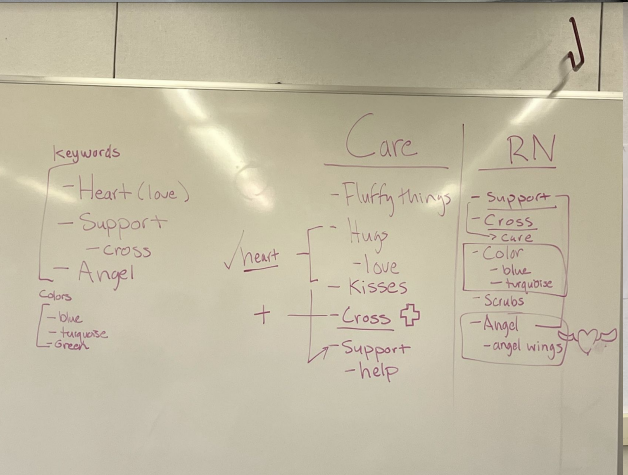 Keywords
- Heart (love)
- Support
- cross
- Angel
Colors
- blue
- turquoise
- Green
Care
- Fluffy things
- Hugs
- love
- Kisses
- Cross
- Support
- help
✓heart
+
RN
- Support
- Cross
→ care
- Color
- blue
- turquoise
- Scrubs
- Angel
- angel wings